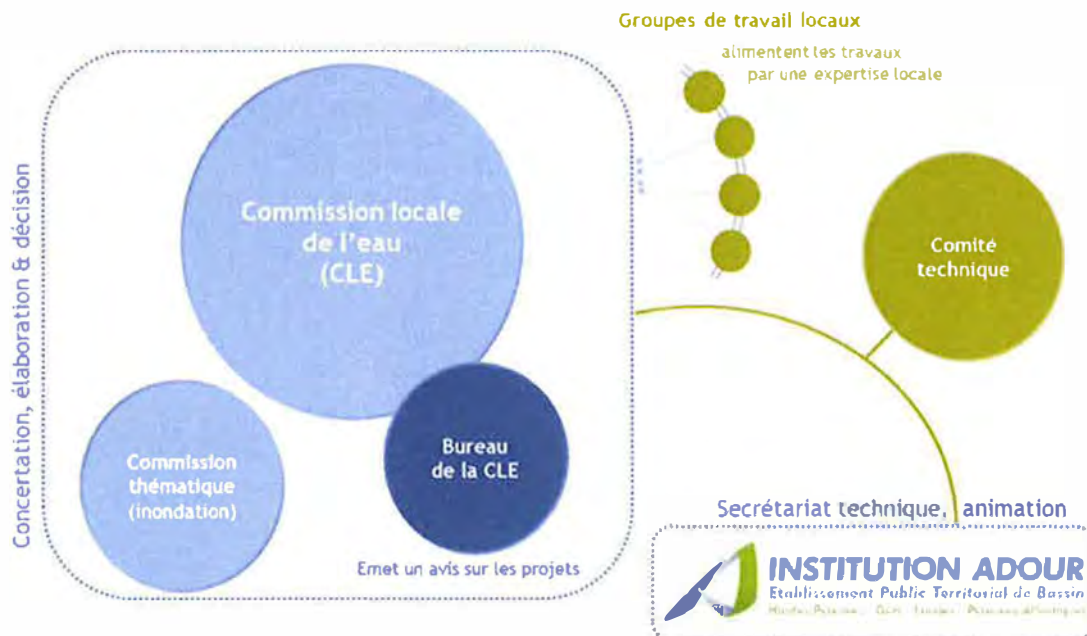 Groupes de travail locaux
alimentent les travaux
par une expertise locale
Concertation, élaboration & décision
Commission locale
de l'eau
(CLE)
Comité
technique
Bureau
de la CLE
Commission
thématique
(inondation)
Emet un avis sur les projets
Secrétariat technique, animation
INSTITUTION ADOUR
Etablissement Public Territorial de Bassin